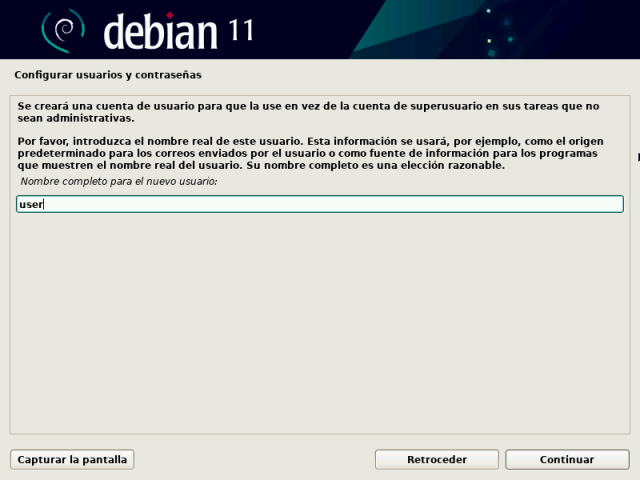 debian 11
Configurar usuarios y contraseñas
Se creará una cuenta de usuario para que la use en vez de la cuenta de superusuario en sus tareas que no
sean administrativas.
Por favor, introduzca el nombre real de este usuario. Esta información se usará, por ejemplo, como el origen
predeterminado para los correos enviados por el usuario o como fuente de información para los programas
que muestren el nombre real del usuario. Su nombre completo es una elección razonable.
Nombre completo para el nuevo usuario:
user
Capturar la pantalla
Retroceder
Continuar